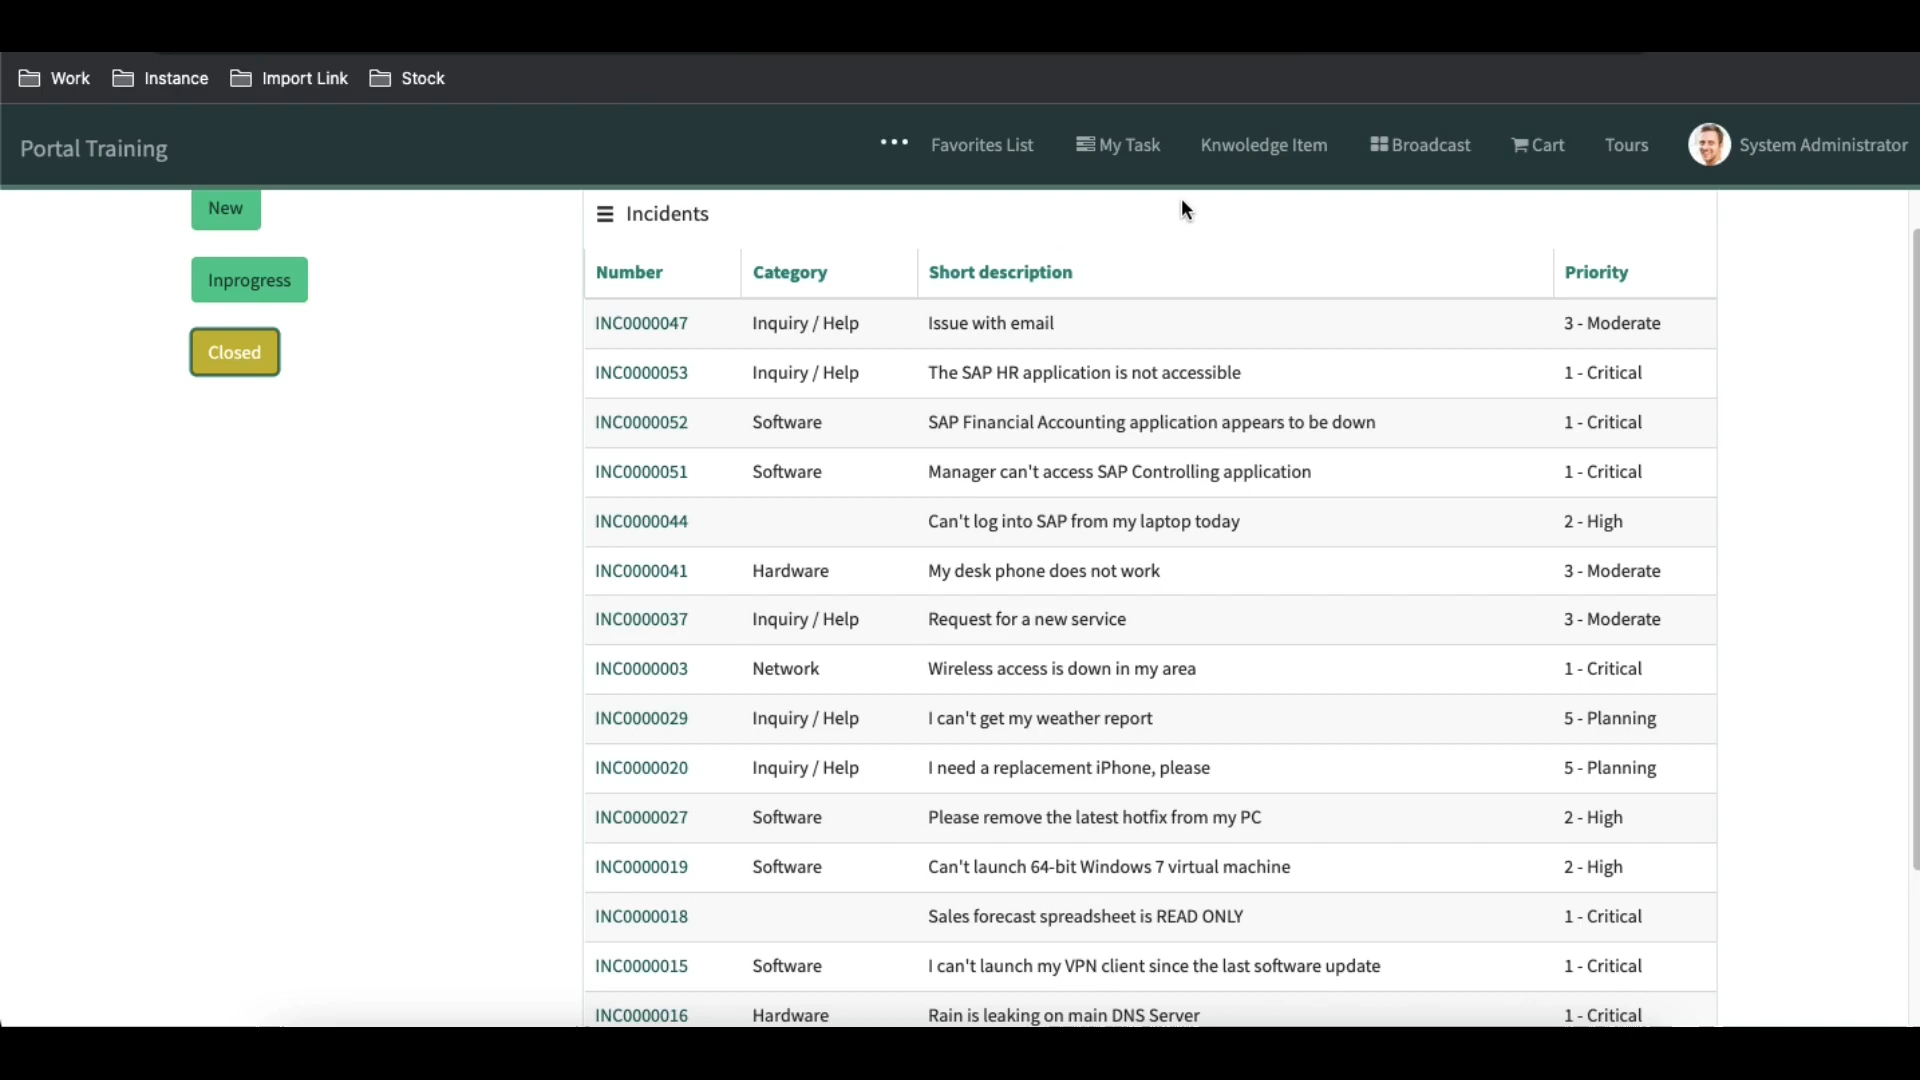 Work Instance Import Link Stock
Portal Training ••• Favorites List My Task Knwoledge Item Broadcast Cart Tours System Administrator
New
Inprogress
Closed
Incidents
Number Category Short description Priority
INC0000047 Inquiry / Help Issue with email 3 - Moderate
INC0000053 Inquiry / Help The SAP HR application is not accessible 1 - Critical
INC0000052 Software SAP Financial Accounting application appears to be down 1 - Critical
INC0000051 Software Manager can't access SAP Controlling application 1 - Critical
INC0000044 Can't log into SAP from my laptop today 2 - High
INC0000041 Hardware My desk phone does not work 3 - Moderate
INC0000037 Inquiry / Help Request for a new service 3 - Moderate
INC0000003 Network Wireless access is down in my area 1 - Critical
INC0000029 Inquiry / Help I can't get my weather report 5 - Planning
INC0000020 Inquiry / Help I need a replacement iPhone, please 5 - Planning
INC0000027 Software Please remove the latest hotfix from my PC 2 - High
INC0000019 Software Can't launch 64-bit Windows 7 virtual machine 2 - High
INC0000018 Sales forecast spreadsheet is READ ONLY 1 - Critical
INC0000015 Software I can't launch my VPN client since the last software update 1 - Critical
INC0000016 Hardware Rain is leaking on main DNS Server 1 - Critical